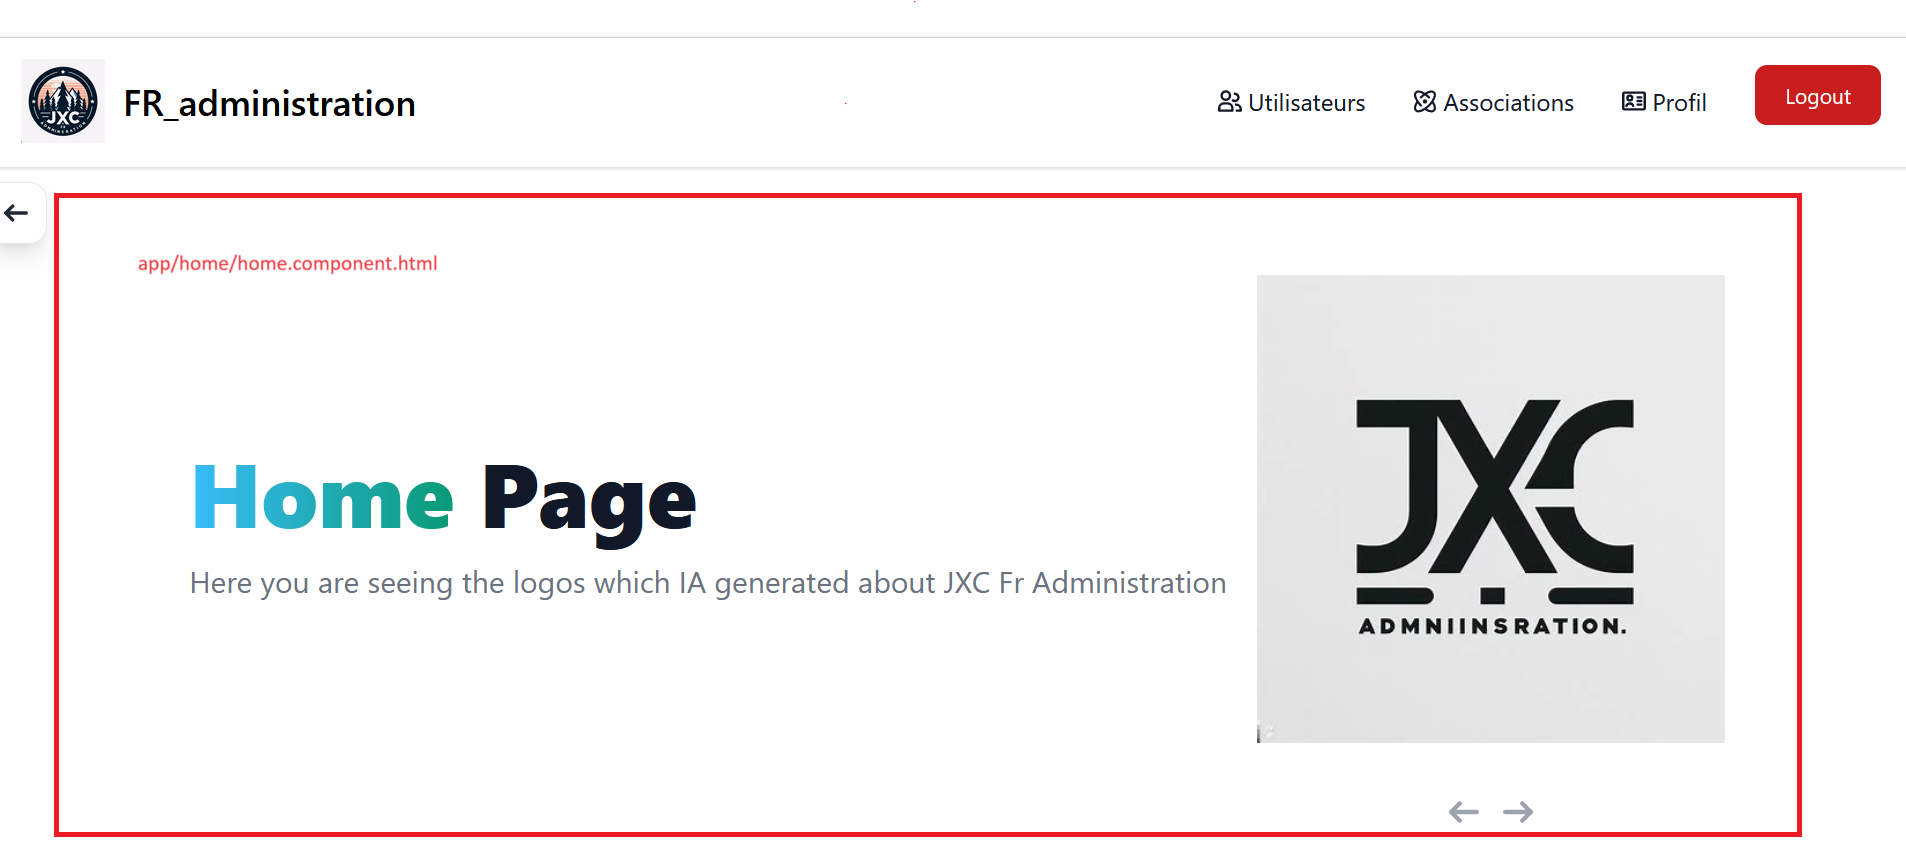 JXC
FR
FR_administration
Utilisateurs
Associations
Profil
Logout
app/home/home.component.html
Home Page
Here you are seeing the logos which IA generated about JXC Fr Administration
JXC
ADMNIINSRATION.